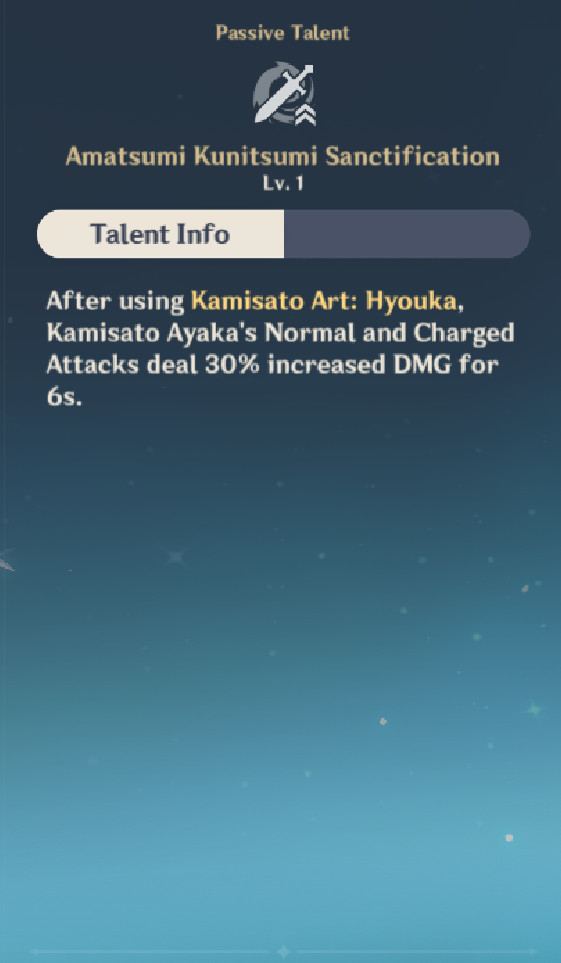 Passive Talent
Amatsumi Kunitsumi Sanctification
Lv. 1
Talent Info
After using Kamisato Art: Hyouka,
Kamisato Ayaka's Normal and Charged
Attacks deal 30% increased DMG for
6s.